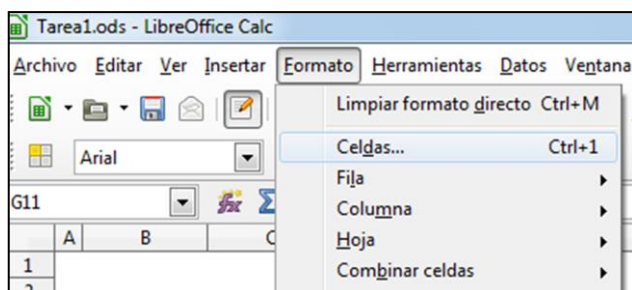 Tarea1.ods - LibreOffice Calc
Archivo Editar Ver Insertar Formato Herramientas Datos Ventana
Limpiar formato directo Ctrl+M
Arial
Celdas... Ctrl+1
Fila
G11
Columna
A B C
Hoja
1
Combinar celdas
2